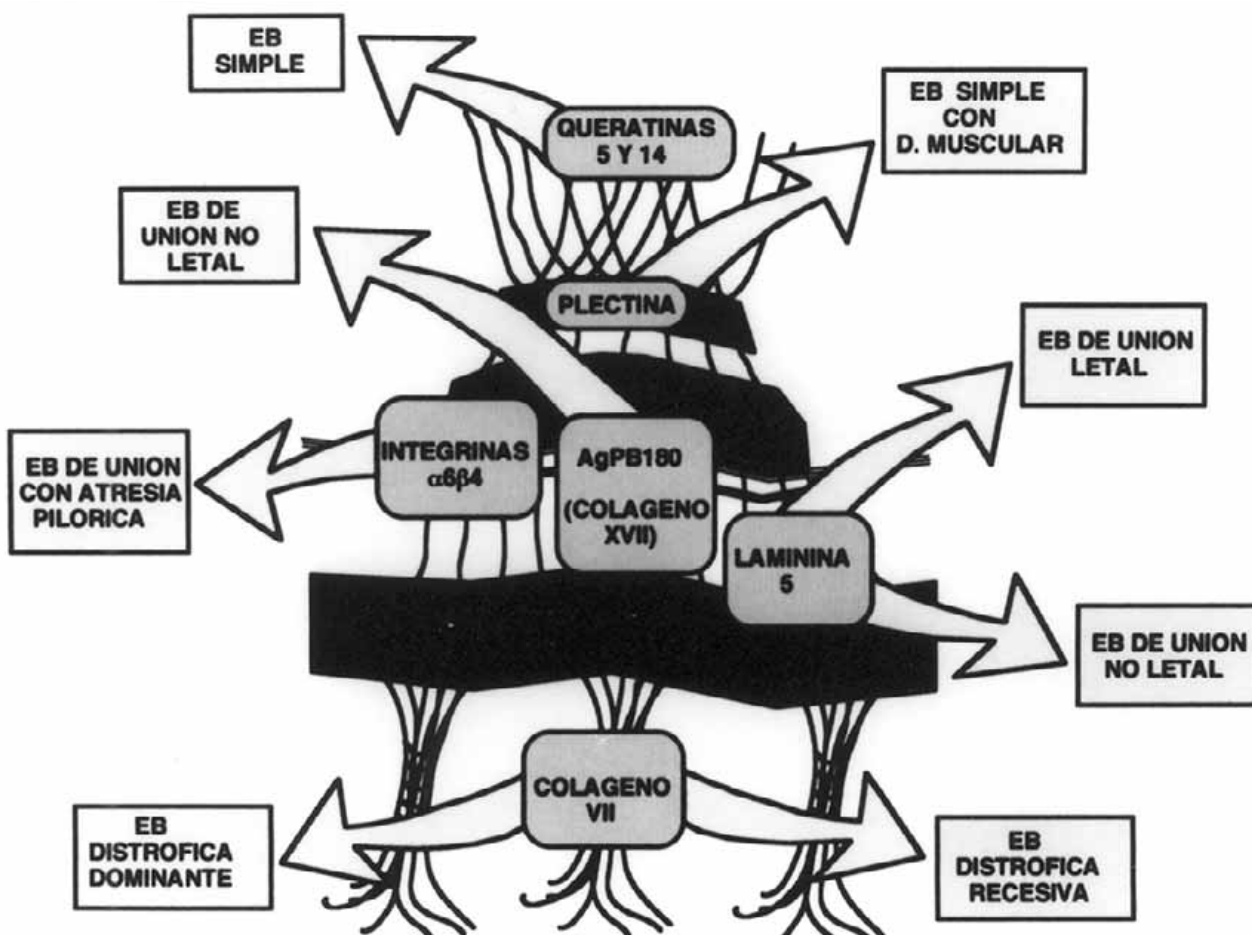 EB
SIMPLE
QUERATINAS
5 Y 14
EB SIMPLE
CON
D. MUSCULAR
EB DE
UNION NO
LETAL
PLECTINA
EB DE UNION
LETAL
EB DE UNION
CON ATRESIA
PILORICA
INTEGRINAS
α6β4
AgPB180
(COLAGENO
XVII)
LAMININA
5
EB DE UNION
NO LETAL
COLAGENO
VII
EB
DISTROFICA
DOMINANTE
EB
DISTROFICA
RECESIVA